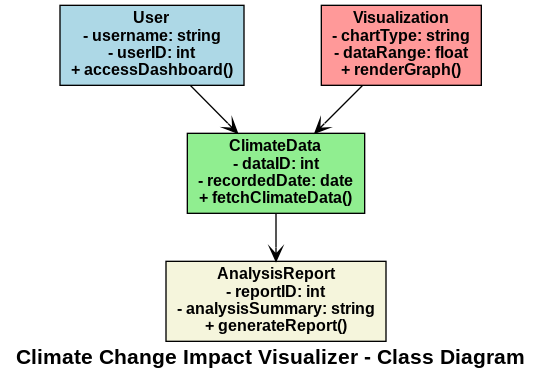 User
- username: string
- userID: int
+ accessDashboard()
Visualization
- chartType: string
- dataRange: float
+ renderGraph()
ClimateData
- dataID: int
- recordedDate: date
+ fetchClimateData()
AnalysisReport
- reportID: int
- analysisSummary: string
+ generateReport()
Climate Change Impact Visualizer - Class Diagram